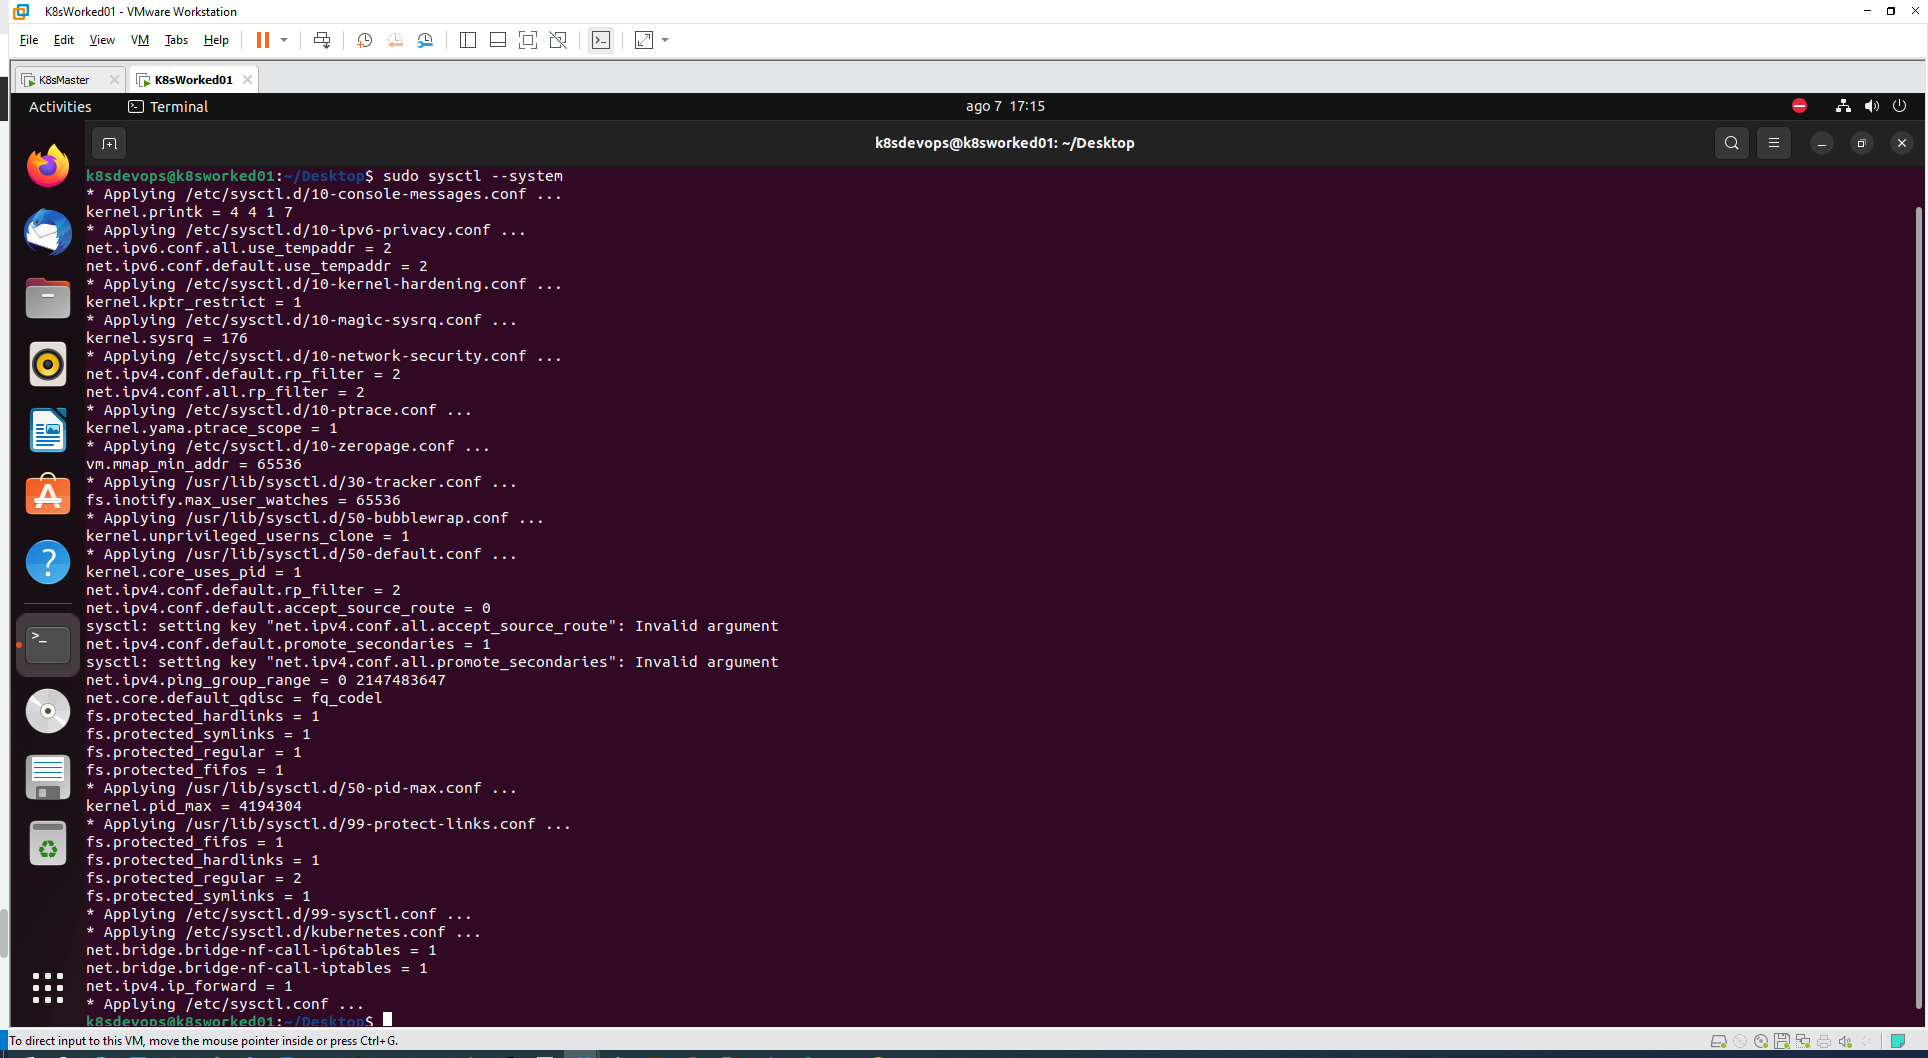 K8sWorked01 - VMware Workstation
File Edit View VM Tabs Help
K8sMaster K8sWorked01
Activities Terminal ago 7 17:15
k8sdevops@k8sworked01: ~/Desktop
k8sdevops@k8sworked01:~/Desktop$ sudo sysctl --system
* Applying /etc/sysctl.d/10-console-messages.conf ...
kernel.printk = 4 4 1 7
* Applying /etc/sysctl.d/10-ipv6-privacy.conf ...
net.ipv6.conf.all.use_tempaddr = 2
net.ipv6.conf.default.use_tempaddr = 2
* Applying /etc/sysctl.d/10-kernel-hardening.conf ...
kernel.kptr_restrict = 1
* Applying /etc/sysctl.d/10-magic-sysrq.conf ...
kernel.sysrq = 176
* Applying /etc/sysctl.d/10-network-security.conf ...
net.ipv4.conf.default.rp_filter = 2
net.ipv4.conf.all.rp_filter = 2
* Applying /etc/sysctl.d/10-ptrace.conf ...
kernel.yama.ptrace_scope = 1
* Applying /etc/sysctl.d/10-zeropage.conf ...
vm.mmap_min_addr = 65536
* Applying /usr/lib/sysctl.d/30-tracker.conf ...
fs.inotify.max_user_watches = 65536
* Applying /usr/lib/sysctl.d/50-bubblewrap.conf ...
kernel.unprivileged_userns_clone = 1
* Applying /usr/lib/sysctl.d/50-default.conf ...
kernel.core_uses_pid = 1
net.ipv4.conf.default.rp_filter = 2
net.ipv4.conf.default.accept_source_route = 0
sysctl: setting key "net.ipv4.conf.all.accept_source_route": Invalid argument
net.ipv4.conf.default.promote_secondaries = 1
sysctl: setting key "net.ipv4.conf.all.promote_secondaries": Invalid argument
net.ipv4.ping_group_range = 0 2147483647
net.core.default_qdisc = fq_codel
fs.protected_hardlinks = 1
fs.protected_symlinks = 1
fs.protected_regular = 1
fs.protected_fifos = 1
* Applying /usr/lib/sysctl.d/50-pid-max.conf ...
kernel.pid_max = 4194304
* Applying /usr/lib/sysctl.d/99-protect-links.conf ...
fs.protected_fifos = 1
fs.protected_hardlinks = 1
fs.protected_regular = 2
fs.protected_symlinks = 1
* Applying /etc/sysctl.d/99-sysctl.conf ...
* Applying /etc/sysctl.d/kubernetes.conf ...
net.bridge.bridge-nf-call-ip6tables = 1
net.bridge.bridge-nf-call-iptables = 1
net.ipv4.ip_forward = 1
* Applying /etc/sysctl.conf ...
k8sdevops@k8sworked01:~/Desktop$
To direct input to this VM, move the mouse pointer inside or press Ctrl+G.